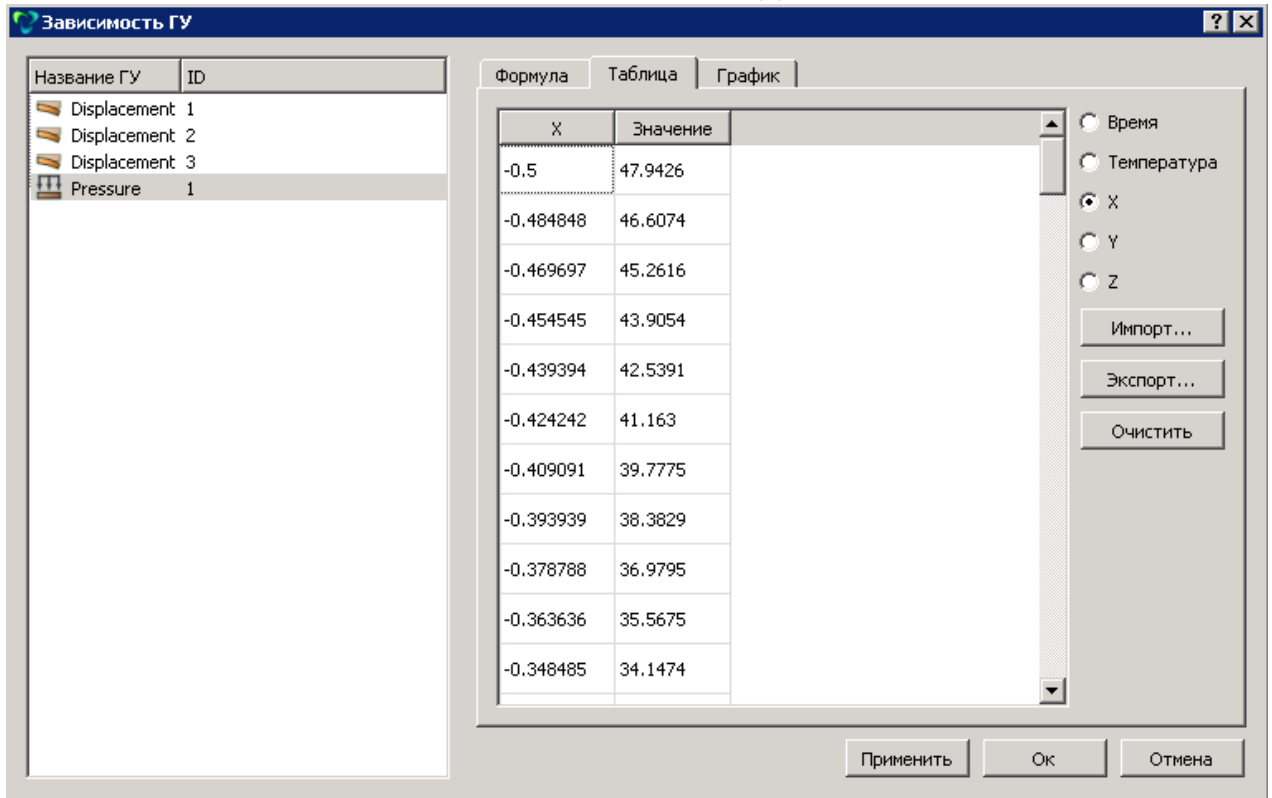 Зависимость ГУ
Название ГУ ID
Displacement 1
Displacement 2
Displacement 3
Pressure 1
Формула Таблица График
X Значение
-0.5 47.9426
-0.484848 46.6074
-0.469697 45.2616
-0.454545 43.9054
-0.439394 42.5391
-0.424242 41.163
-0.409091 39.7775
-0.393939 38.3829
-0.378788 36.9795
-0.363636 35.5675
-0.348485 34.1474
Время
Температура
X
Y
Z
Импорт...
Экспорт...
Очистить
Применить Ок Отмена